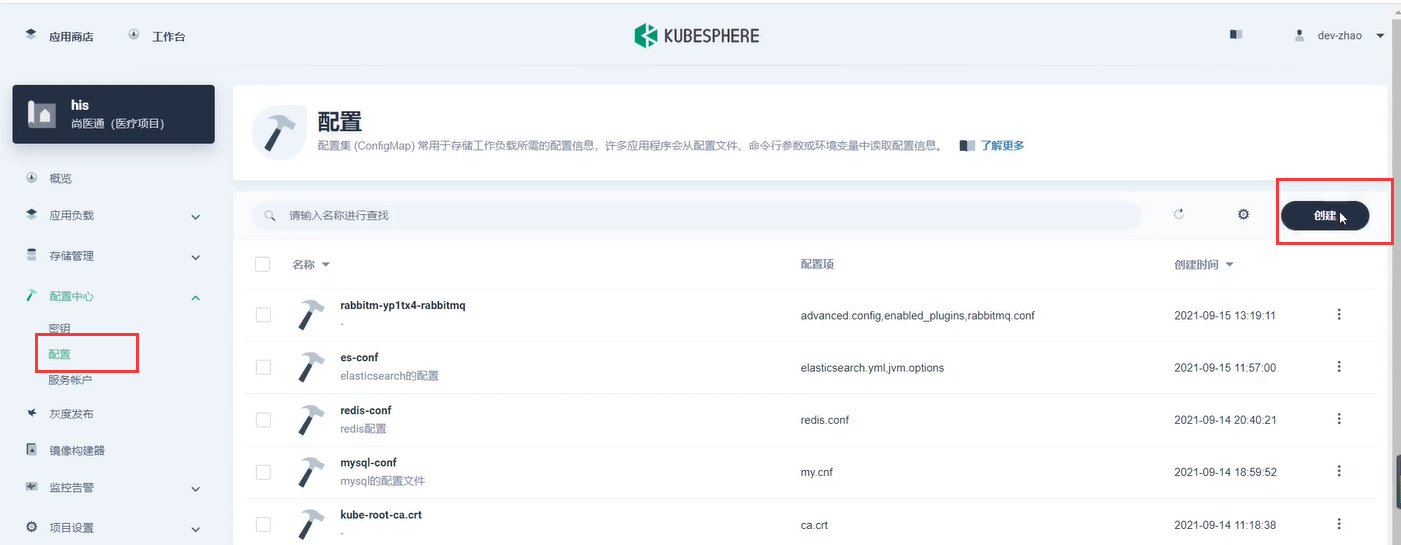 应用商店 工作台 KUBESPHERE dev-zhao
his
尚医通（医疗项目）
概览
应用负载
存储管理
配置中心
密钥
配置
服务帐户
灰度发布
镜像构建器
监控告警
项目设置
配置
配置集 (ConfigMap) 常用于存储工作负载所需的配置信息，许多应用程序会从配置文件、命令行参数或环境变量中读取配置信息。 了解更多
请输入名称进行查找 创建
名称 配置项 创建时间
rabbitm-yp1tx4-rabbitmq
-
advanced.config,enabled_plugins,rabbitmq.conf 2021-09-15 13:19:11
es-conf
elasticsearch的配置
elasticsearch.yml,jvm.options 2021-09-15 11:57:00
redis-conf
redis配置
redis.conf 2021-09-14 20:40:21
mysql-conf
mysql的配置文件
my.cnf 2021-09-14 18:59:52
kube-root-ca.crt
-
ca.crt 2021-09-14 11:18:38